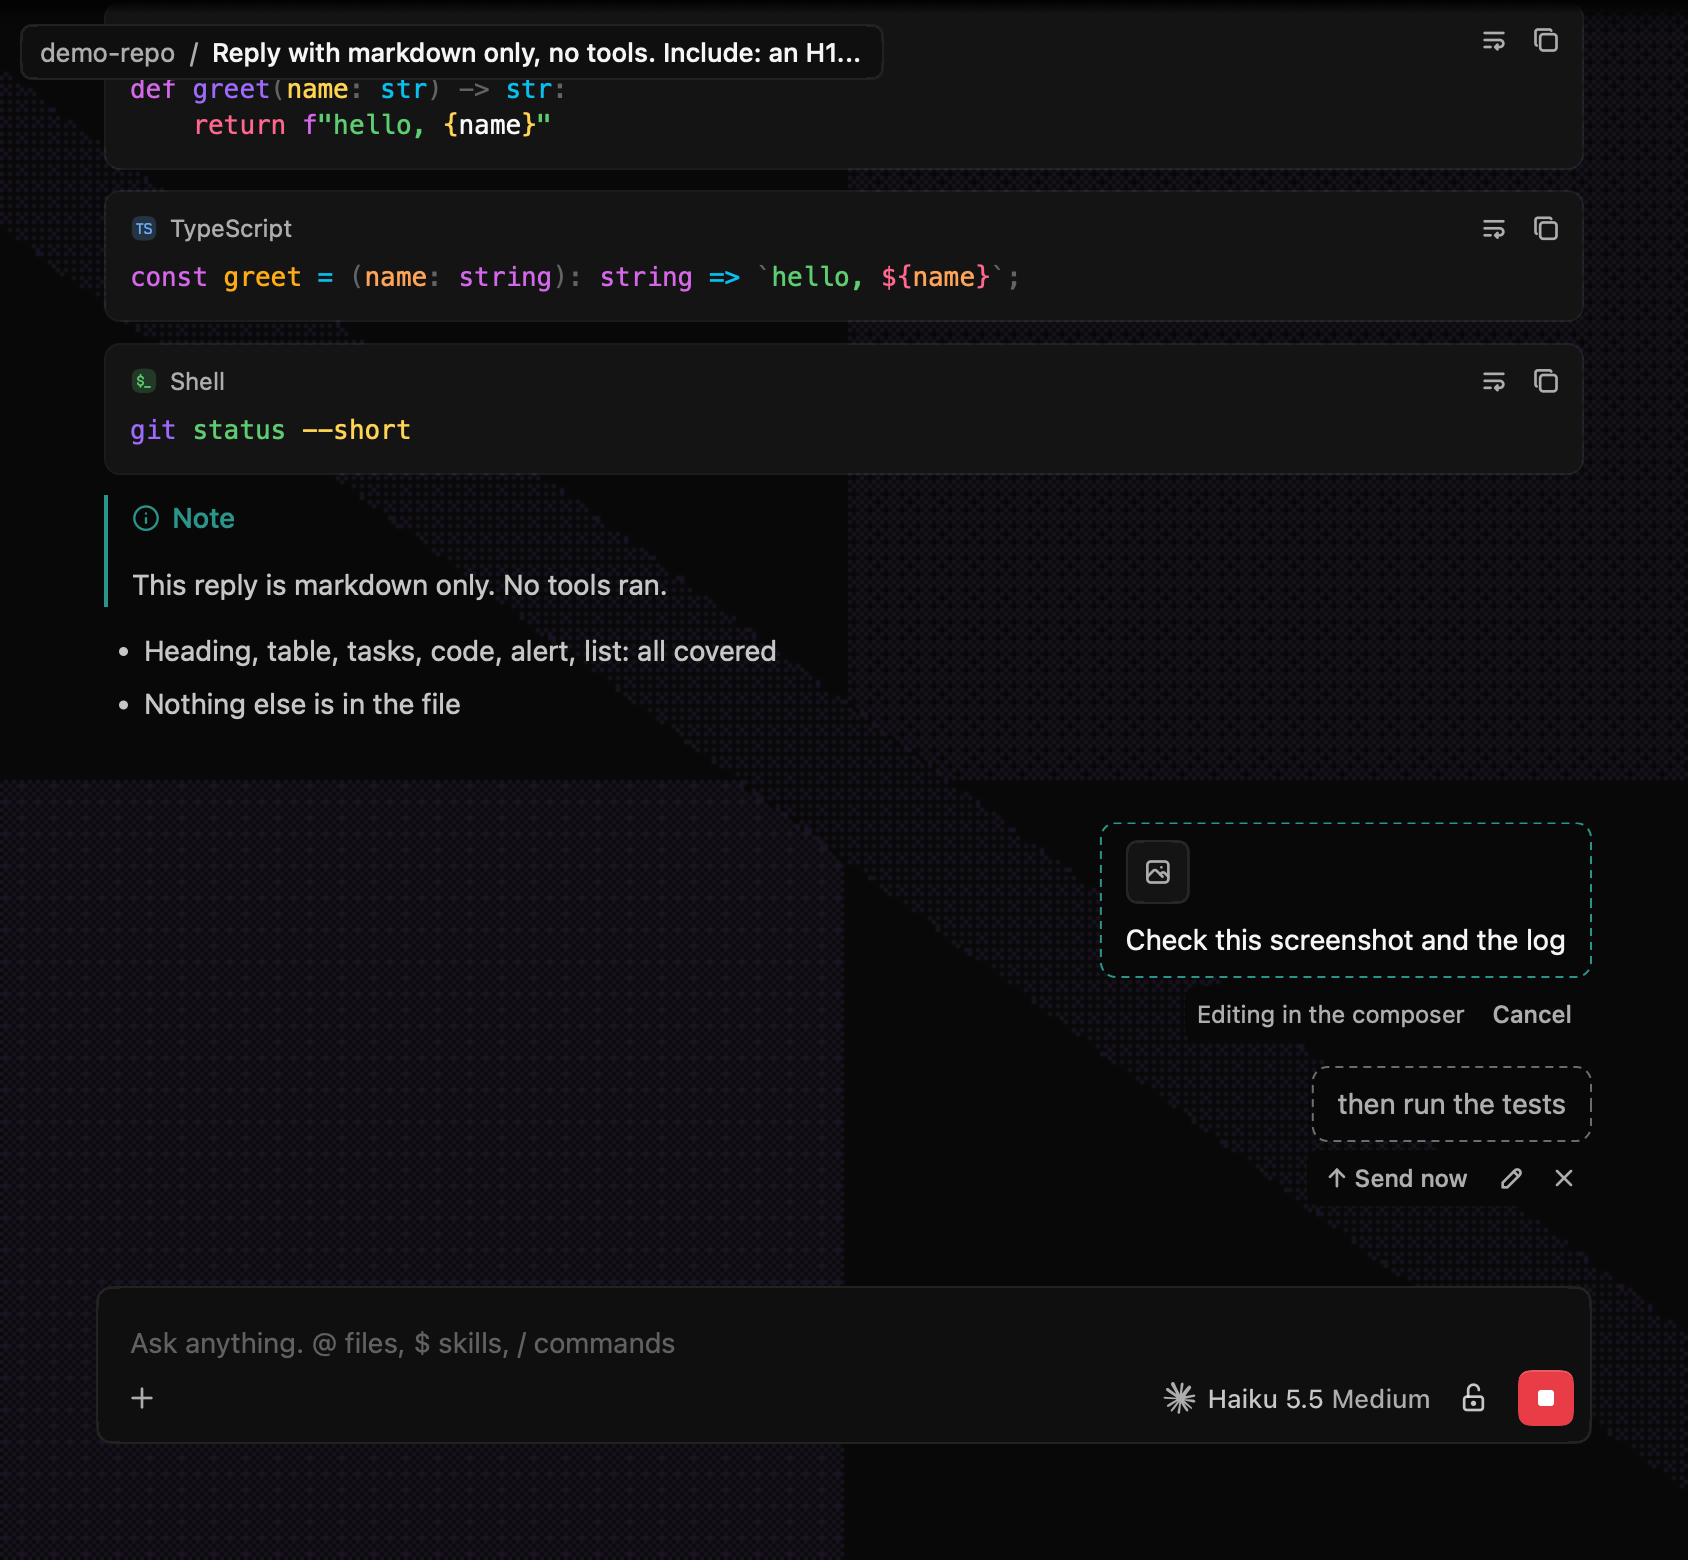 demo-repo / Reply with markdown only, no tools. Include: an H1...
def greet(name: str) -> str:
    return f"hello, {name}"
TS TypeScript
const greet = (name: string): string => `hello, ${name}`;
$_ Shell
git status --short
Note
This reply is markdown only. No tools ran.
• Heading, table, tasks, code, alert, list: all covered
• Nothing else is in the file
Check this screenshot and the log
Editing in the composer Cancel
then run the tests
↑ Send now
Ask anything. @ files, $ skills, / commands
Haiku 5.5 Medium